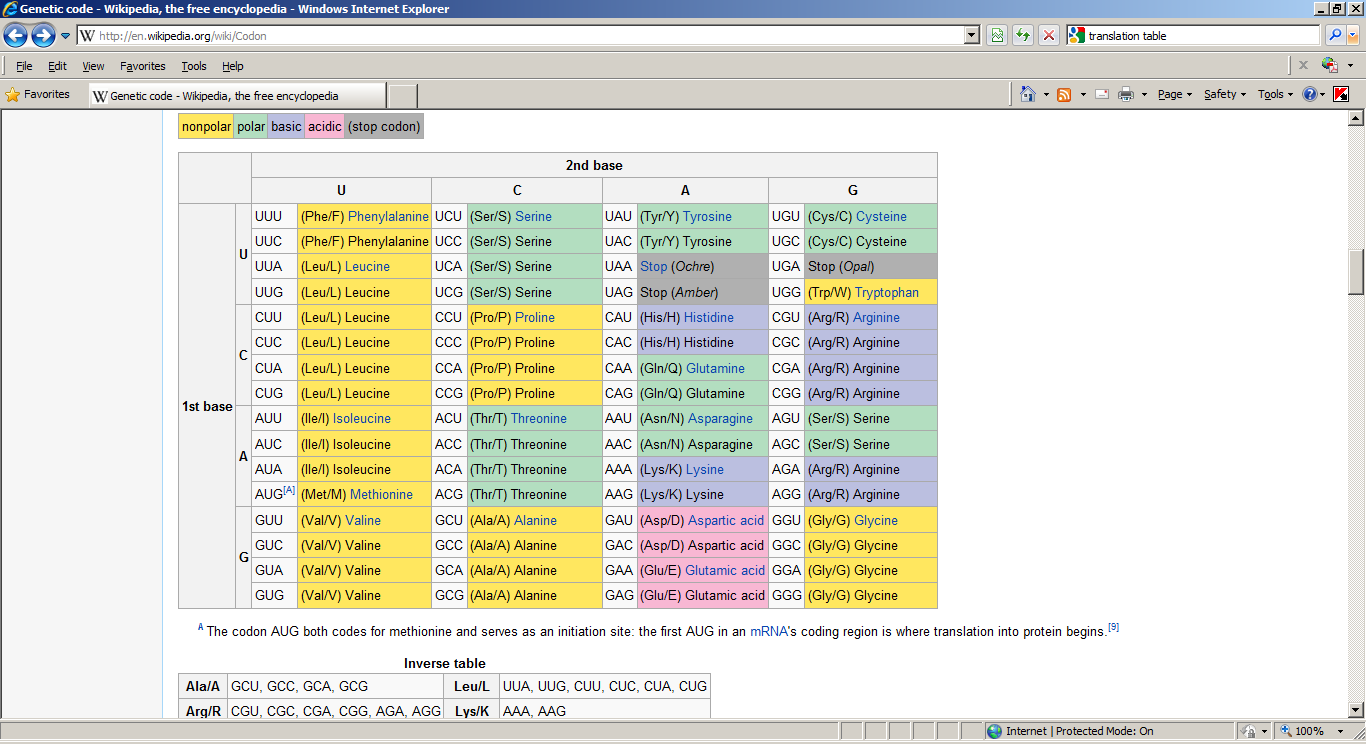 Genetic code - Wikipedia, the free encyclopedia - Windows Internet Explorer
http://en.wikipedia.org/wiki/Codon
translation table
File Edit View Favorites Tools Help
Favorites
Genetic code - Wikipedia, the free encyclopedia
Page Safety Tools
nonpolar polar basic acidic (stop codon)
2nd base
U C A G
1st base
U
UUU (Phe/F) Phenylalanine UCU (Ser/S) Serine UAU (Tyr/Y) Tyrosine UGU (Cys/C) Cysteine
UUC (Phe/F) Phenylalanine UCC (Ser/S) Serine UAC (Tyr/Y) Tyrosine UGC (Cys/C) Cysteine
UUA (Leu/L) Leucine UCA (Ser/S) Serine UAA Stop (Ochre) UGA Stop (Opal)
UUG (Leu/L) Leucine UCG (Ser/S) Serine UAG Stop (Amber) UGG (Trp/W) Tryptophan
C
CUU (Leu/L) Leucine CCU (Pro/P) Proline CAU (His/H) Histidine CGU (Arg/R) Arginine
CUC (Leu/L) Leucine CCC (Pro/P) Proline CAC (His/H) Histidine CGC (Arg/R) Arginine
CUA (Leu/L) Leucine CCA (Pro/P) Proline CAA (Gln/Q) Glutamine CGA (Arg/R) Arginine
CUG (Leu/L) Leucine CCG (Pro/P) Proline CAG (Gln/Q) Glutamine CGG (Arg/R) Arginine
A
AUU (Ile/I) Isoleucine ACU (Thr/T) Threonine AAU (Asn/N) Asparagine AGU (Ser/S) Serine
AUC (Ile/I) Isoleucine ACC (Thr/T) Threonine AAC (Asn/N) Asparagine AGC (Ser/S) Serine
AUA (Ile/I) Isoleucine ACA (Thr/T) Threonine AAA (Lys/K) Lysine AGA (Arg/R) Arginine
AUG[A] (Met/M) Methionine ACG (Thr/T) Threonine AAG (Lys/K) Lysine AGG (Arg/R) Arginine
G
GUU (Val/V) Valine GCU (Ala/A) Alanine GAU (Asp/D) Aspartic acid GGU (Gly/G) Glycine
GUC (Val/V) Valine GCC (Ala/A) Alanine GAC (Asp/D) Aspartic acid GGC (Gly/G) Glycine
GUA (Val/V) Valine GCA (Ala/A) Alanine GAA (Glu/E) Glutamic acid GGA (Gly/G) Glycine
GUG (Val/V) Valine GCG (Ala/A) Alanine GAG (Glu/E) Glutamic acid GGG (Gly/G) Glycine
A The codon AUG both codes for methionine and serves as an initiation site: the first AUG in an mRNA's coding region is where translation into protein begins.[9]
Inverse table
Ala/A GCU, GCC, GCA, GCG Leu/L UUA, UUG, CUU, CUC, CUA, CUG
Arg/R CGU, CGC, CGA, CGG, AGA, AGG Lys/K AAA, AAG
Internet | Protected Mode: On 100%